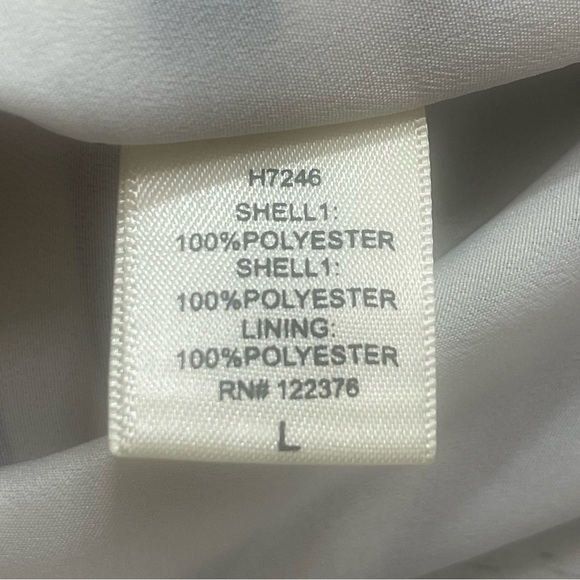 H7246
SHELL1:
100%POLYESTER
SHELL1:
100%POLYESTER
LINING:
100%POLYESTER
RN# 122376
L